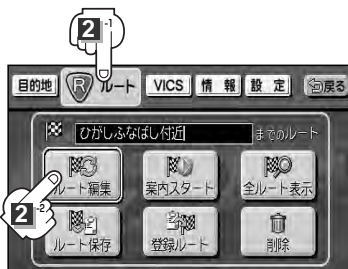 2-1
目的地 R ルート VICS 情報 設定 戻る
ひがしふなばし付近 までのルート
ルート編集 案内スタート 全ルート表示
2-2
ルート保存 登録ルート 削除